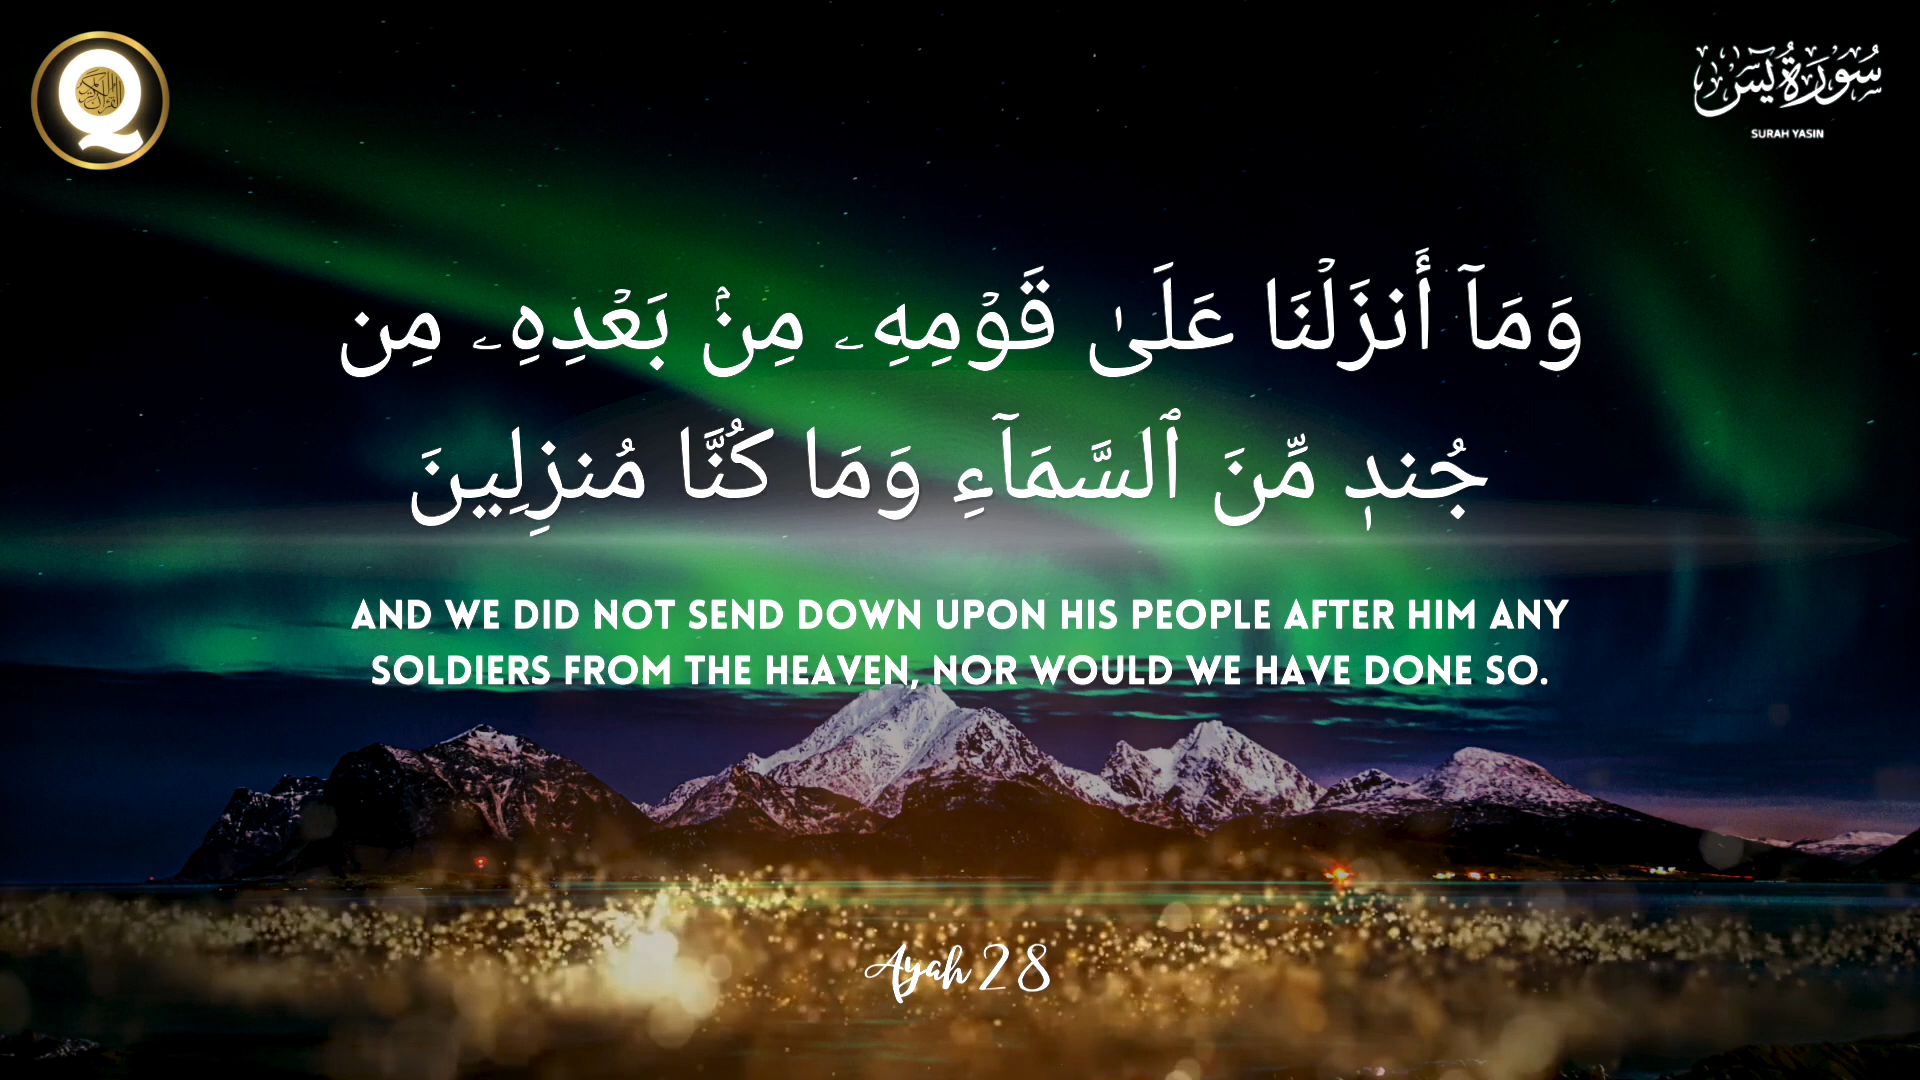 سُورَةُ يسٓ
SURAH YASIN
وَمَآ أَنزَلْنَا عَلَىٰ قَوْمِهِۦ مِنۢ بَعْدِهِۦ مِن
جُندٍۢ مِّنَ ٱلسَّمَآءِ وَمَا كُنَّا مُنزِلِينَ
AND WE DID NOT SEND DOWN UPON HIS PEOPLE AFTER HIM ANY
SOLDIERS FROM THE HEAVEN, NOR WOULD WE HAVE DONE SO.
Ayah 28